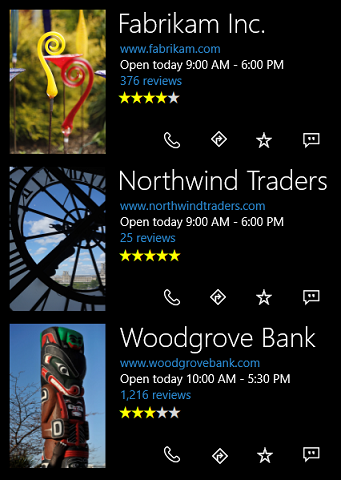 Fabrikam Inc.
www.fabrikam.com
Open today 9:00 AM - 6:00 PM
376 reviews
Northwind Traders
www.northwindtraders.com
Open today 9:00 AM - 6:00 PM
25 reviews
Woodgrove Bank
www.woodgrovebank.com
Open today 10:00 AM - 5:30 PM
1,216 reviews